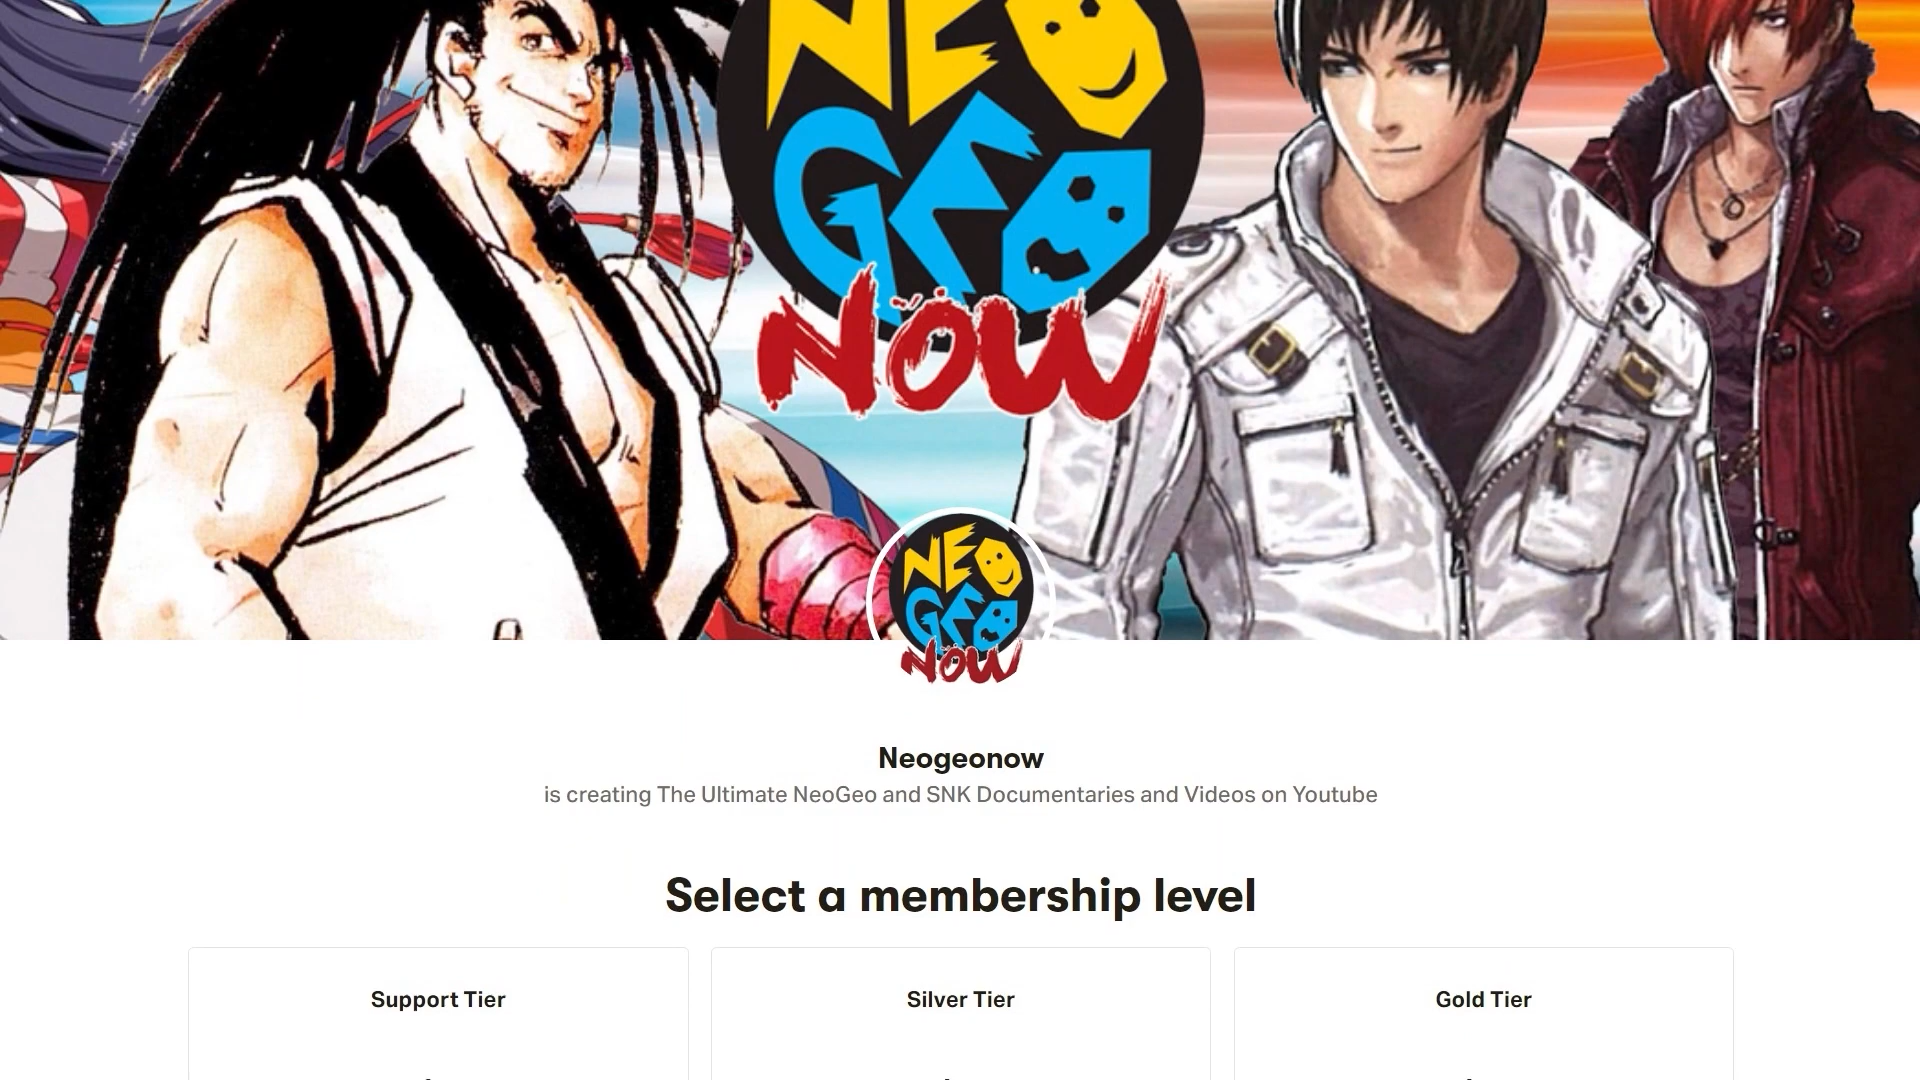 NEO
GEO
NOW
NEO
GEO
NOW
Neogeonow
is creating The Ultimate NeoGeo and SNK Documentaries and Videos on Youtube
Select a membership level
Support Tier
Silver Tier
Gold Tier